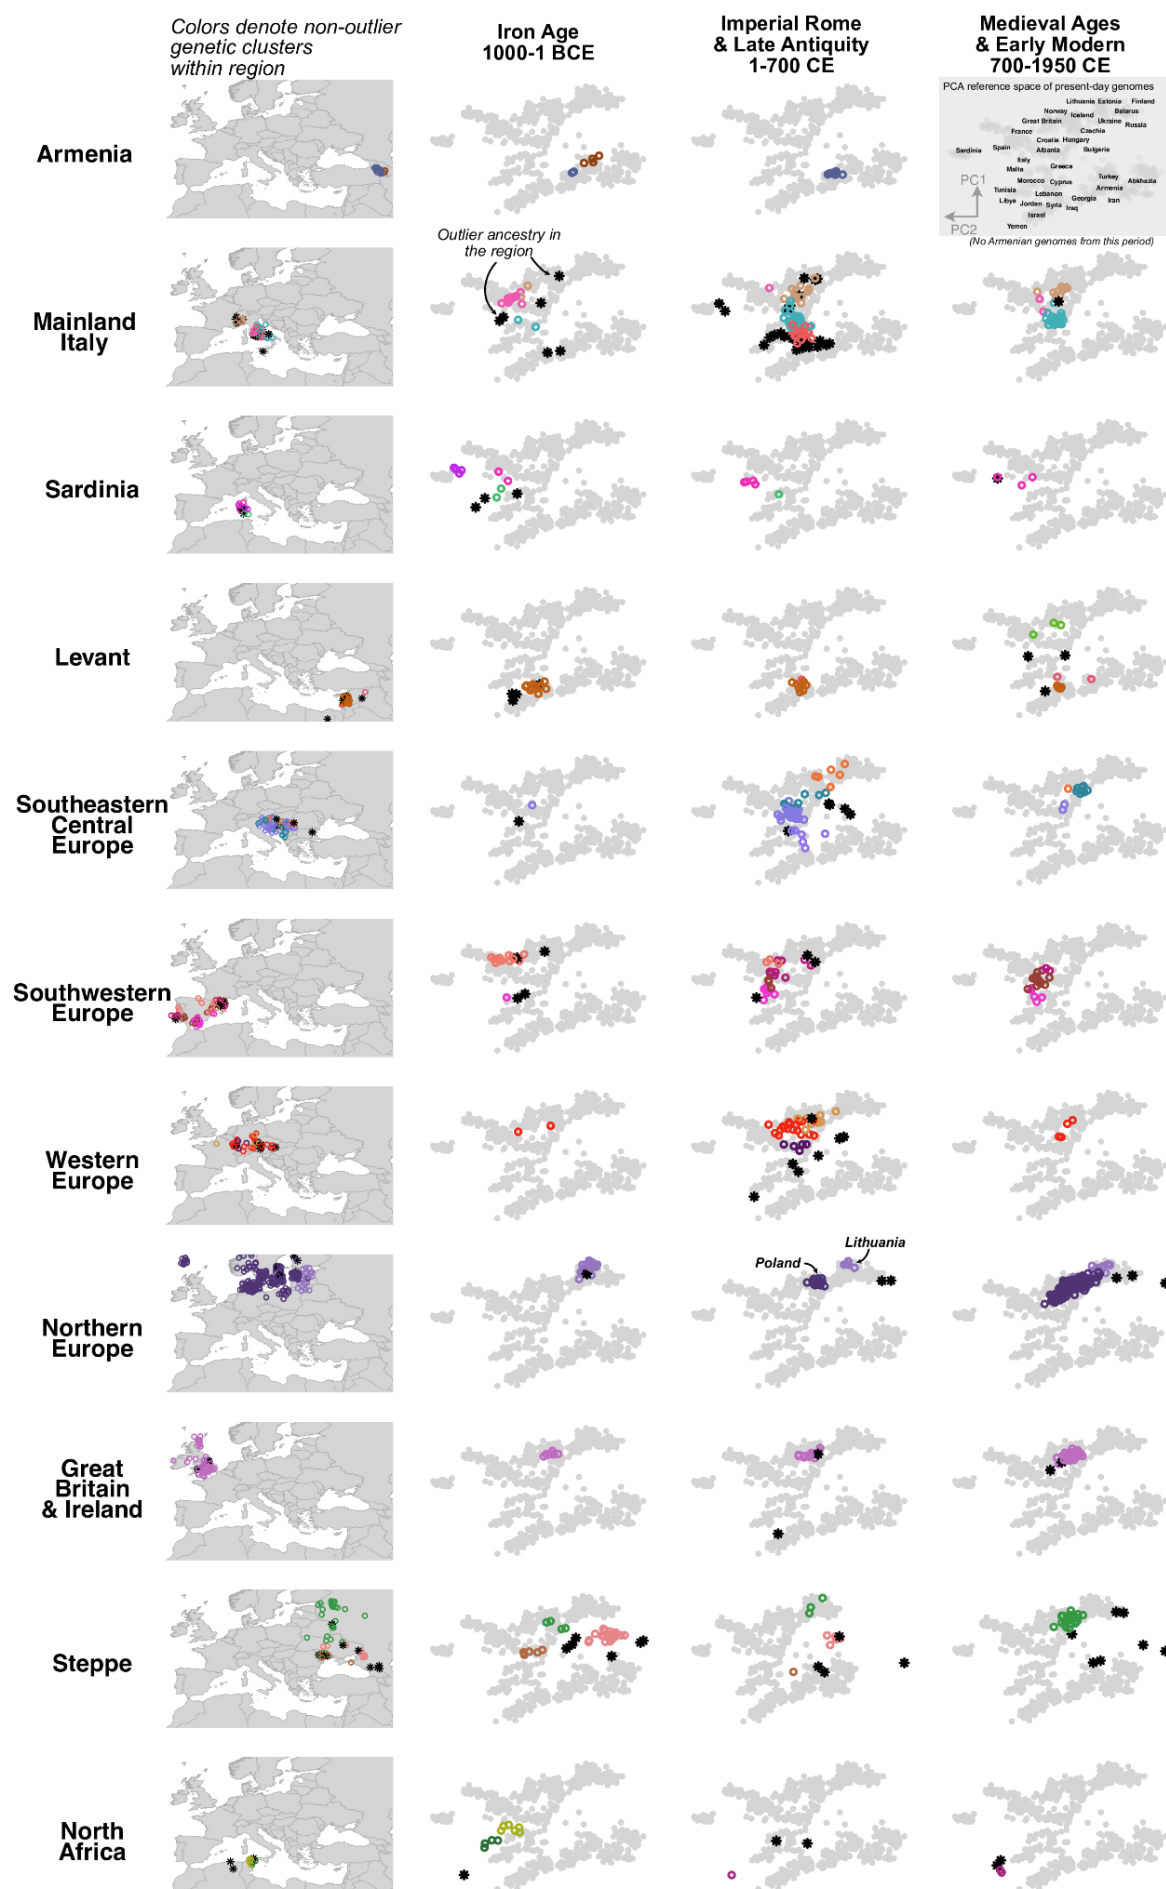 Colors denote non-outlier
genetic clusters
within region
Iron Age
1000-1 BCE
Imperial Rome
& Late Antiquity
1-700 CE
Medieval Ages
& Early Modern
700-1950 CE
Armenia
PCA reference space of present-day genomes
Lithuania Estonia Finland
Norway Iceland Belarus
Great Britain Ukraine Russia
France Czechia
Croatia Hungary
Sardinia Spain Albania Bulgaria
Italy
Malta Greece
Morocco Cyprus Turkey Abkhazia
PC1
Tunisia Lebanon Armenia
Libya Jordan Syria Iraq Georgia Iran
Israel
PC2
Yemen
(No Armenian genomes from this period)
Outlier ancestry in
the region
Mainland
Italy
Sardinia
Levant
Southeastern
Central
Europe
Southwestern
Europe
Western
Europe
Poland
Lithuania
Northern
Europe
Great
Britain
& Ireland
Steppe
North
Africa